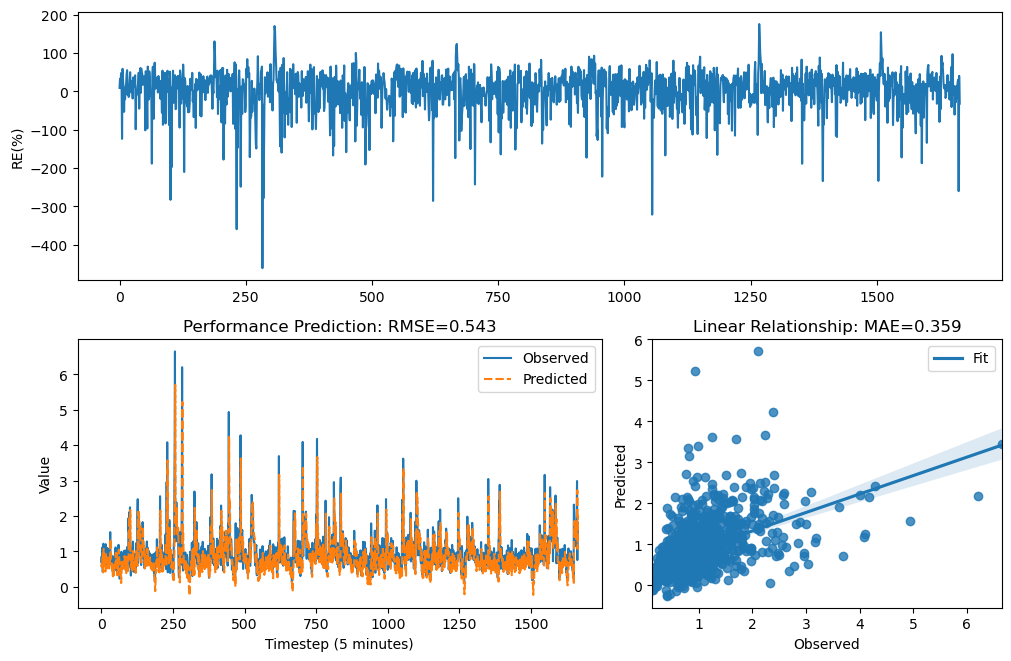 200
100
0
−100
−200
−300
−400
RE(%)
0 250 500 750 1000 1250 1500
Performance Prediction: RMSE=0.543
Observed
Predicted
6
5
4
3
2
1
0
Value
0 250 500 750 1000 1250 1500
Timestep (5 minutes)
Linear Relationship: MAE=0.359
Fit
6
5
4
3
2
1
0
Predicted
1 2 3 4 5 6
Observed